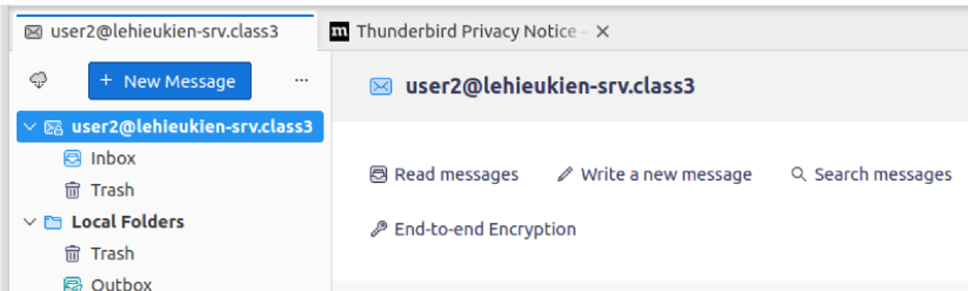 user2@lehieukien-srv.class3
m Thunderbird Privacy Notice -
+ New Message ...
user2@lehieukien-srv.class3
Inbox
Trash
Local Folders
Trash
Outbox
user2@lehieukien-srv.class3
Read messages Write a new message Search messages
End-to-end Encryption